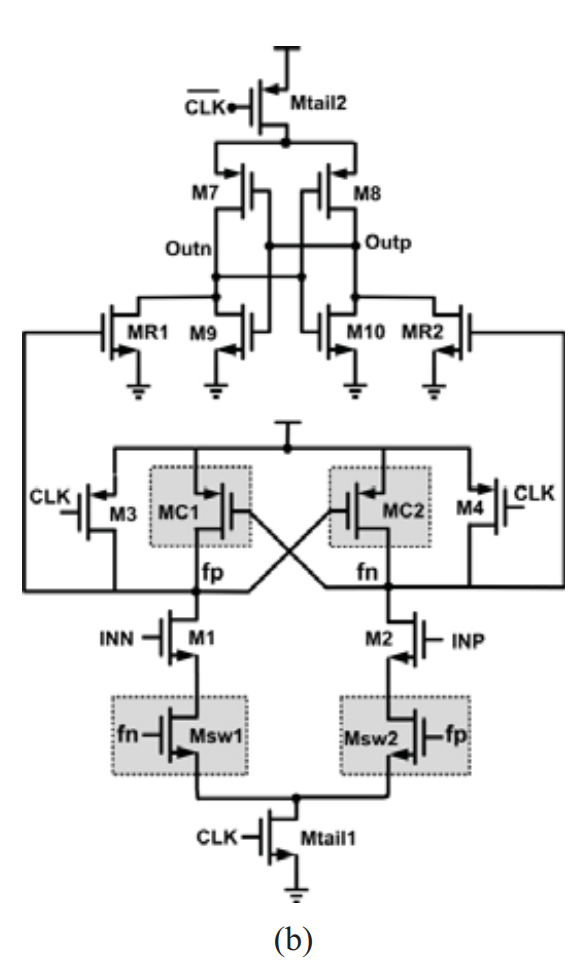 CLK Mtail2
M7 M8
Outn Outp
MR1 M9 M10 MR2
CLK M3 MC1 MC2 M4 CLK
fp fn
INN M1 M2 INP
fn Msw1 Msw2 fp
CLK Mtail1
(b)